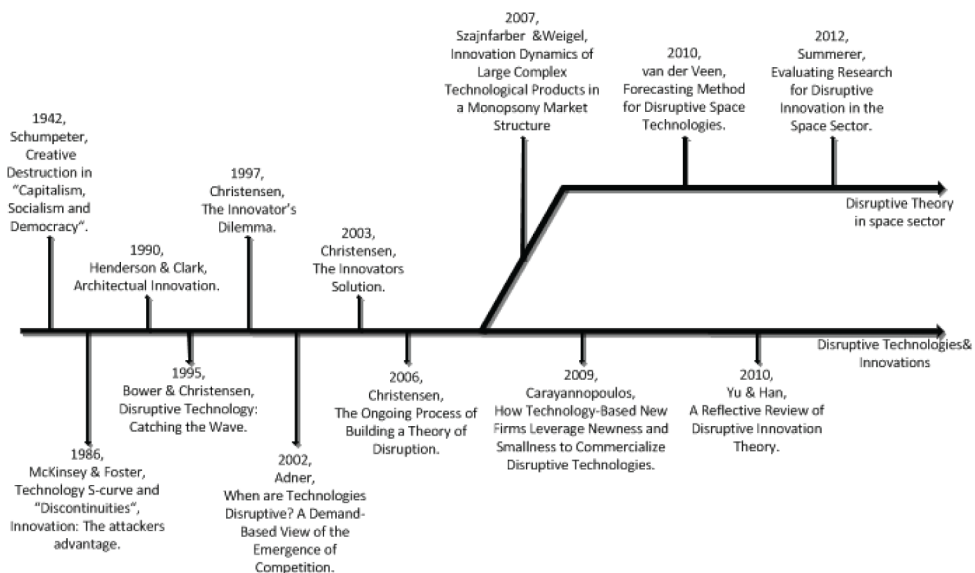 1942,
Schumpeter,
Creative
Destruction in
"Capitalism,
Socialism and
Democracy".
1990,
Henderson & Clark,
Architectual Innovation.
1997,
Christensen,
The Innovator's
Dilemma.
2003,
Christensen,
The Innovators
Solution.
2007,
Szajnfarber &Weigel,
Innovation Dynamics of
Large Complex
Technological Products in
a Monopsony Market
Structure
2010,
van der Veen,
Forecasting Method
for Disruptive Space
Technologies.
2012,
Summerer,
Evaluating Research
for Disruptive
Innovation in the
Space Sector.
Disruptive Theory
in space sector
Disruptive Technologies&
Innovations
1986,
McKinsey & Foster,
Technology S-curve and
"Discontinuities",
Innovation: The attackers
advantage.
1995,
Bower & Christensen,
Disruptive Technology:
Catching the Wave.
2002,
Adner,
When are Technologies
Disruptive? A Demand-
Based View of the
Emergence of
Competition.
2006,
Christensen,
The Ongoing Process of
Building a Theory of
Disruption.
2009,
Carayannopoulos,
How Technology-Based New
Firms Leverage Newness and
Smallness to Commercialize
Disruptive Technologies.
2010,
Yu & Han,
A Reflective Review of
Disruptive Innovation
Theory.